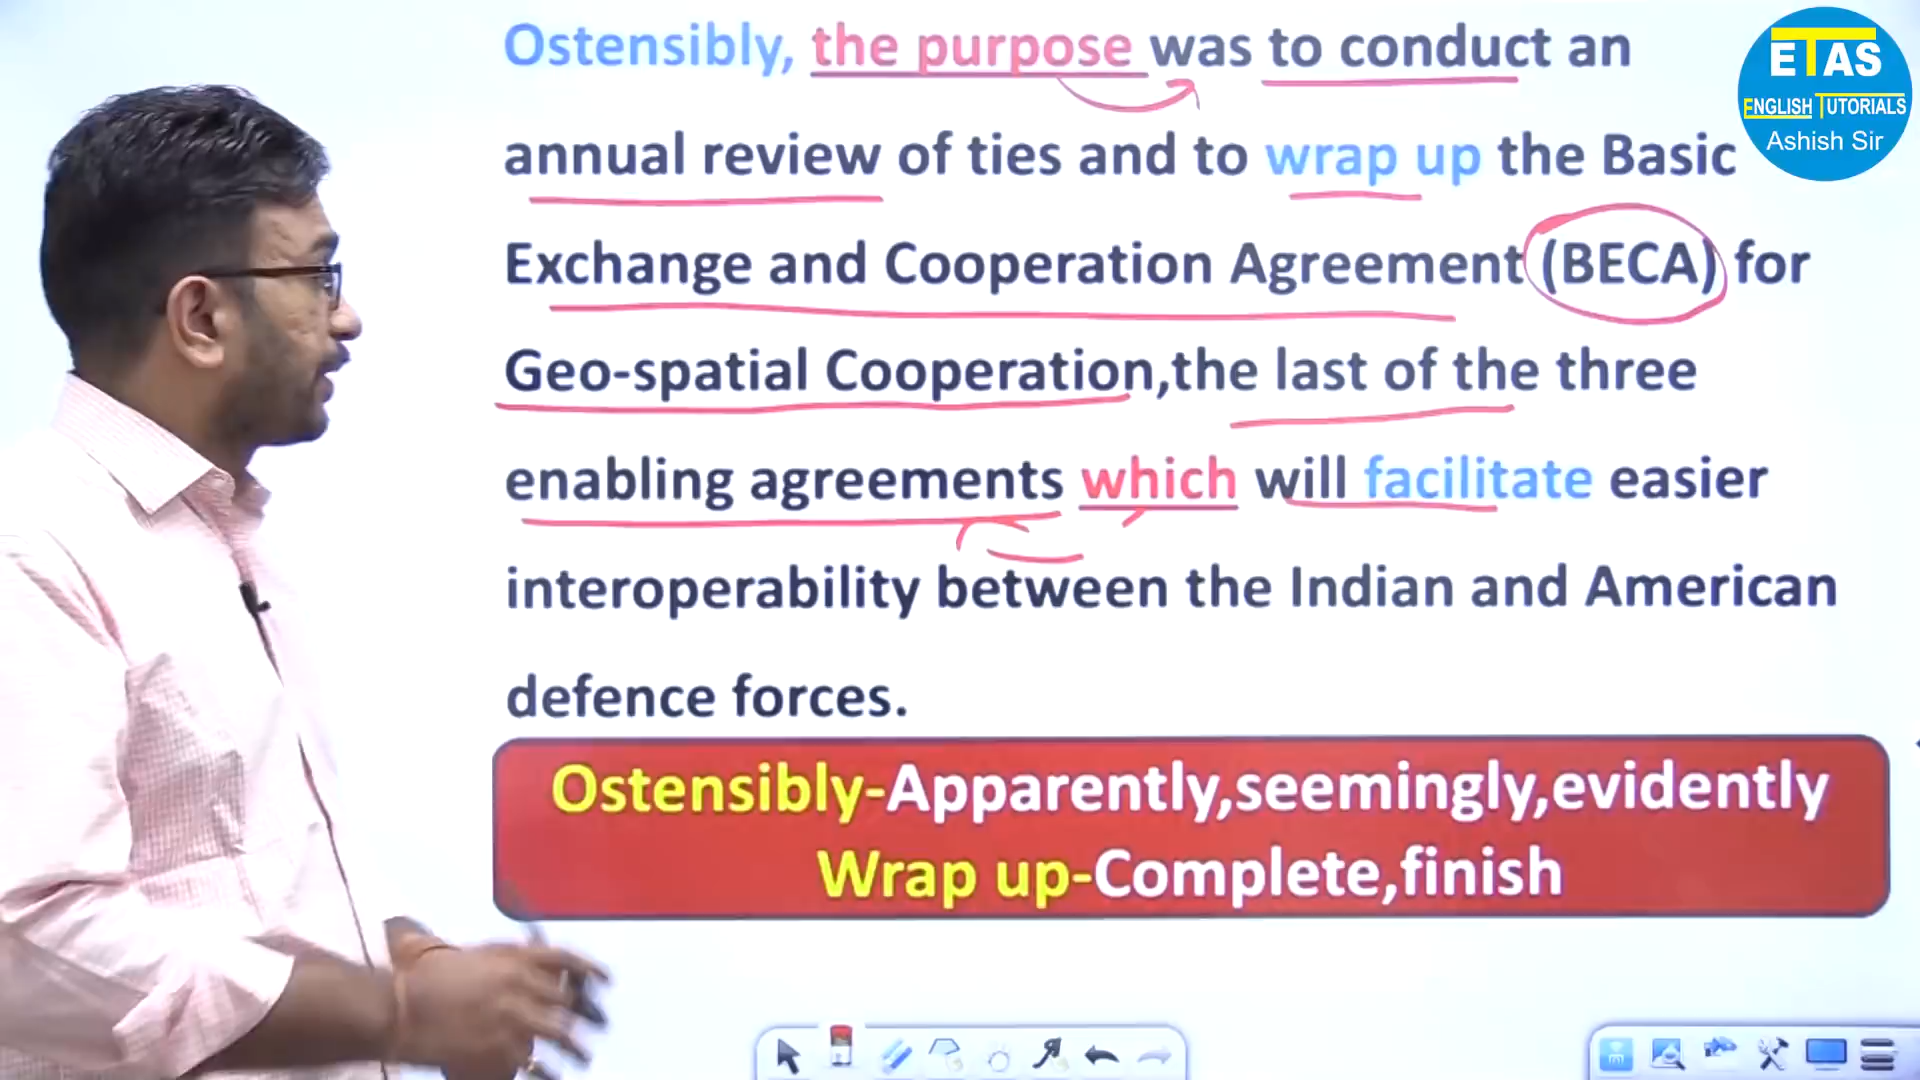 Ostensibly, the purpose was to conduct an
annual review of ties and to wrap up the Basic
Exchange and Cooperation Agreement (BECA) for
Geo-spatial Cooperation,the last of the three
enabling agreements which will facilitate easier
interoperability between the Indian and American
defence forces.
Ostensibly-Apparently,seemingly,evidently
Wrap up-Complete,finish
ETAS
ENGLISH TUTORIALS
Ashish Sir